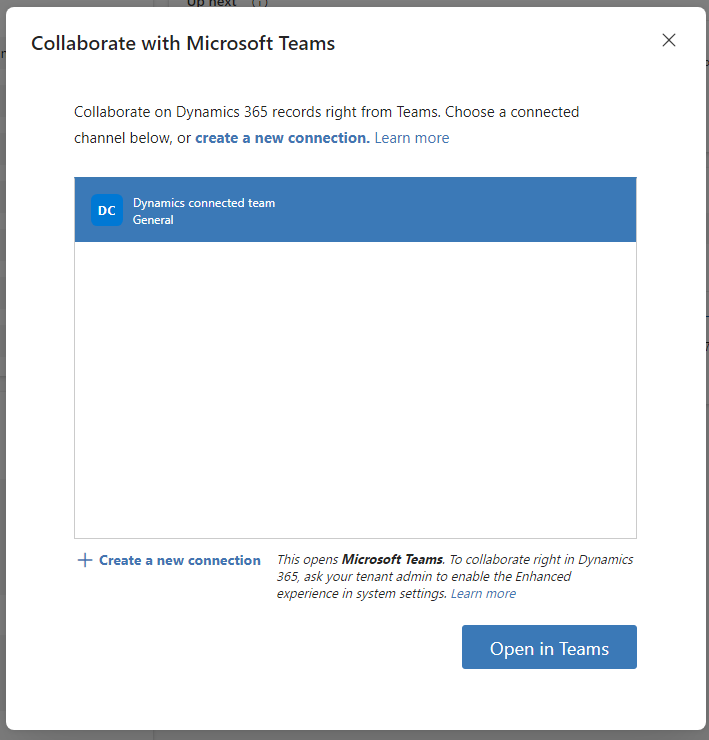 Up next
Collaborate with Microsoft Teams
Collaborate on Dynamics 365 records right from Teams. Choose a connected
channel below, or create a new connection. Learn more
DC
Dynamics connected team
General
Create a new connection
This opens Microsoft Teams. To collaborate right in Dynamics
365, ask your tenant admin to enable the Enhanced
experience in system settings. Learn more
Open in Teams